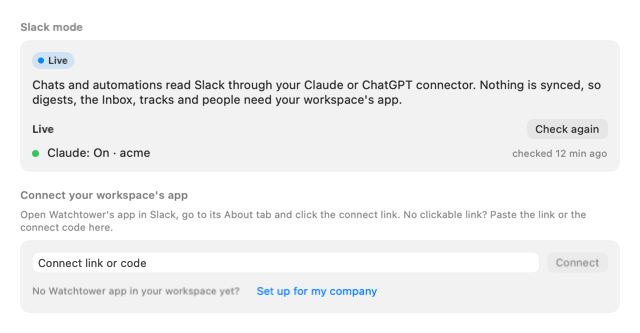 Slack mode
Live
Chats and automations read Slack through your Claude or ChatGPT connector. Nothing is synced, so
digests, the Inbox, tracks and people need your workspace's app.
Live
Check again
Claude: On · acme
checked 12 min ago
Connect your workspace's app
Open Watchtower's app in Slack, go to its About tab and click the connect link. No clickable link? Paste the link or the
connect code here.
Connect link or code
Connect
No Watchtower app in your workspace yet?
Set up for my company